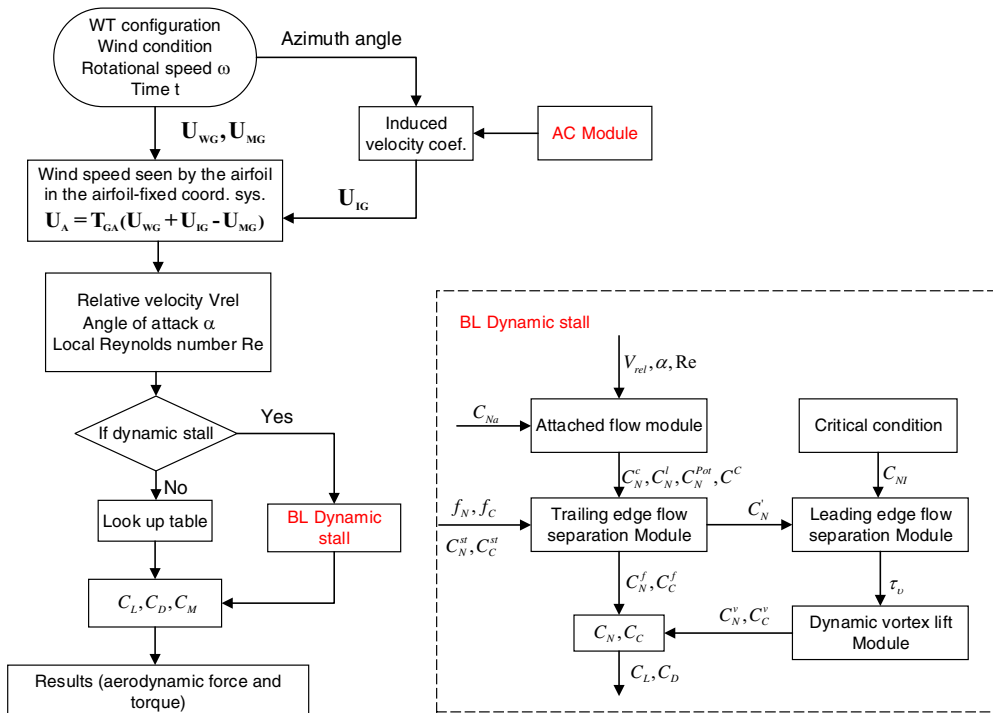 WT configuration
Wind condition
Rotational speed ω
Time t
Azimuth angle
U_WG, U_MG
Induced
velocity coef.
AC Module
Wind speed seen by the airfoil
in the airfoil-fixed coord. sys.
U_A = T_GA(U_WG + U_IG - U_MG)
U_IG
Relative velocity Vrel
Angle of attack α
Local Reynolds number Re
If dynamic stall
Yes
No
Look up table
BL Dynamic
stall
C_L, C_D, C_M
Results (aerodynamic force and
torque)
BL Dynamic stall
V_rel, α, Re
C_Na
Attached flow module
Critical condition
C_N^c, C_N^l, C_N^Pot, C^C
C_NI
f_N, f_C
C_N^st, C_C^st
Trailing edge flow
separation Module
C_N^'
Leading edge flow
separation Module
C_N^f, C_C^f
τ_υ
C_N, C_C
C_N^v, C_C^v
Dynamic vortex lift
Module
C_L, C_D